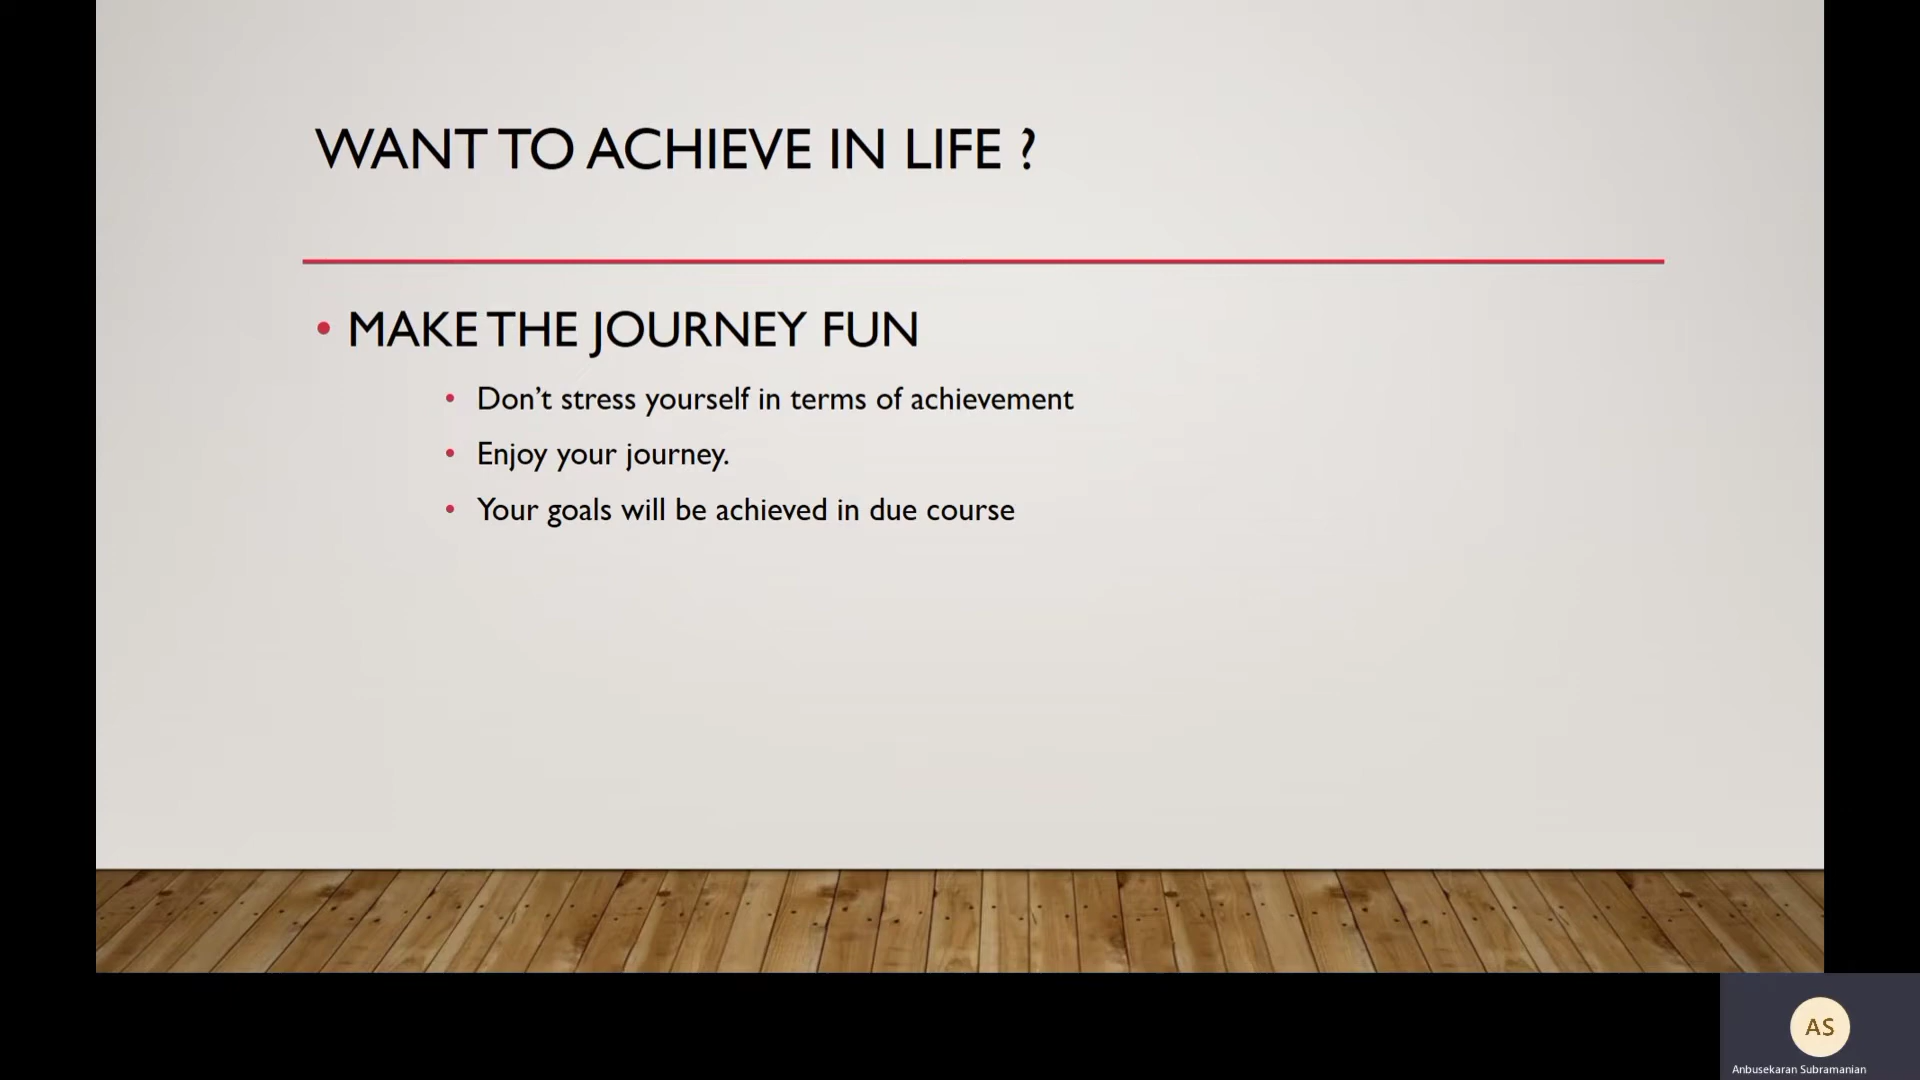 WANT TO ACHIEVE IN LIFE ?
• MAKE THE JOURNEY FUN
• Don’t stress yourself in terms of achievement
• Enjoy your journey.
• Your goals will be achieved in due course
AS
Anbusekaran Subramanian